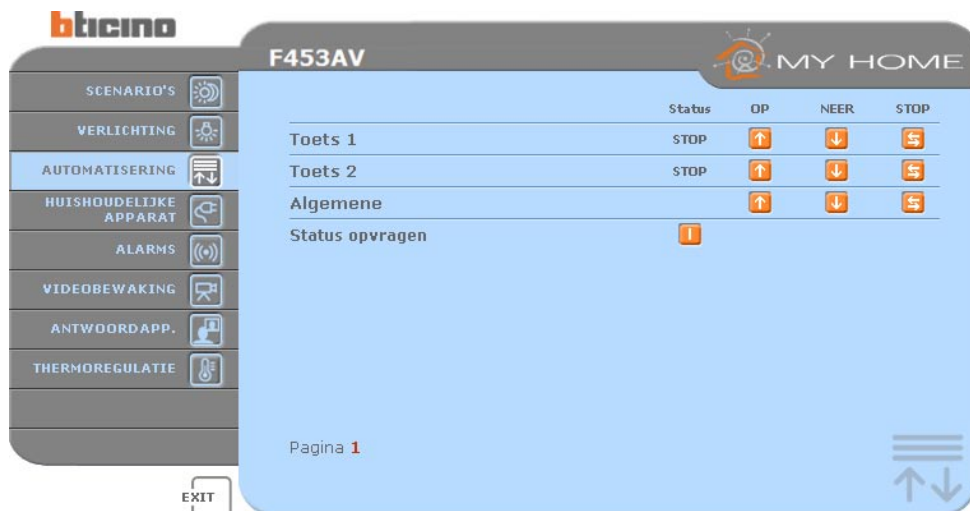 bticino
F453AV
MY HOME
SCENARIO'S
VERLICHTING
AUTOMATISERING
HUISHOUDELIJKE
APPARAT
ALARMS
VIDEOBEWAKING
ANTWOORDAPP.
THERMOREGULATIE
EXIT
Status OP NEER STOP
Toets 1 STOP
Toets 2 STOP
Algemene
Status opvragen
Pagina 1